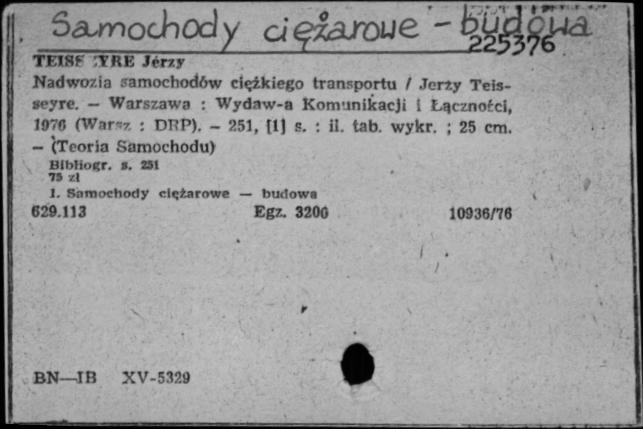 Samochody ciężarowe - budowa
225376
TEISSEYRE Jerzy
Nadwozia samochodów ciężkiego transportu / Jerzy Teis-
seyre. — Warszawa : Wydaw-a Komunikacji i Łączności,
1976 (Warsz : DRP). — 251, [1] s. : il. tab. wykr. ; 25 cm.
— (Teoria Samochodu)
Bibliogr. s. 251
75 zł
1. Samochody ciężarowe — budowa
629.113 Egz. 3200 10936/76
BN—IB XV-5329